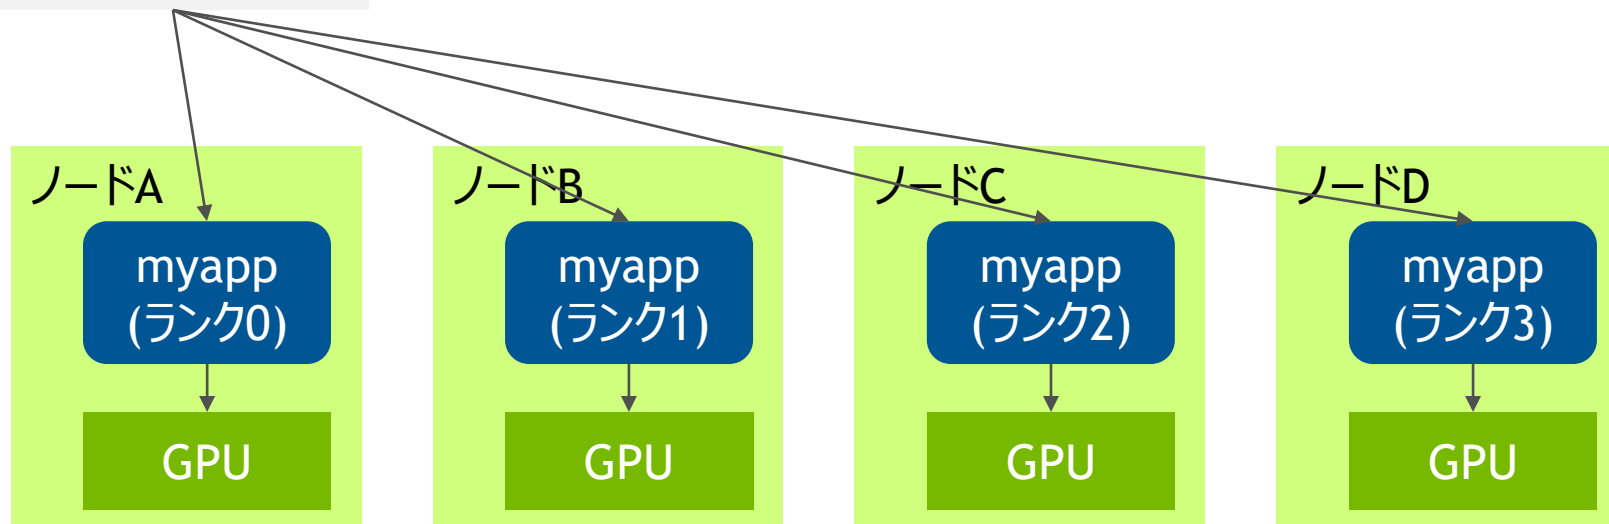 ノードA
myapp
(ランク0)
GPU
ノードB
myapp
(ランク1)
GPU
ノードC
myapp
(ランク2)
GPU
ノードD
myapp
(ランク3)
GPU